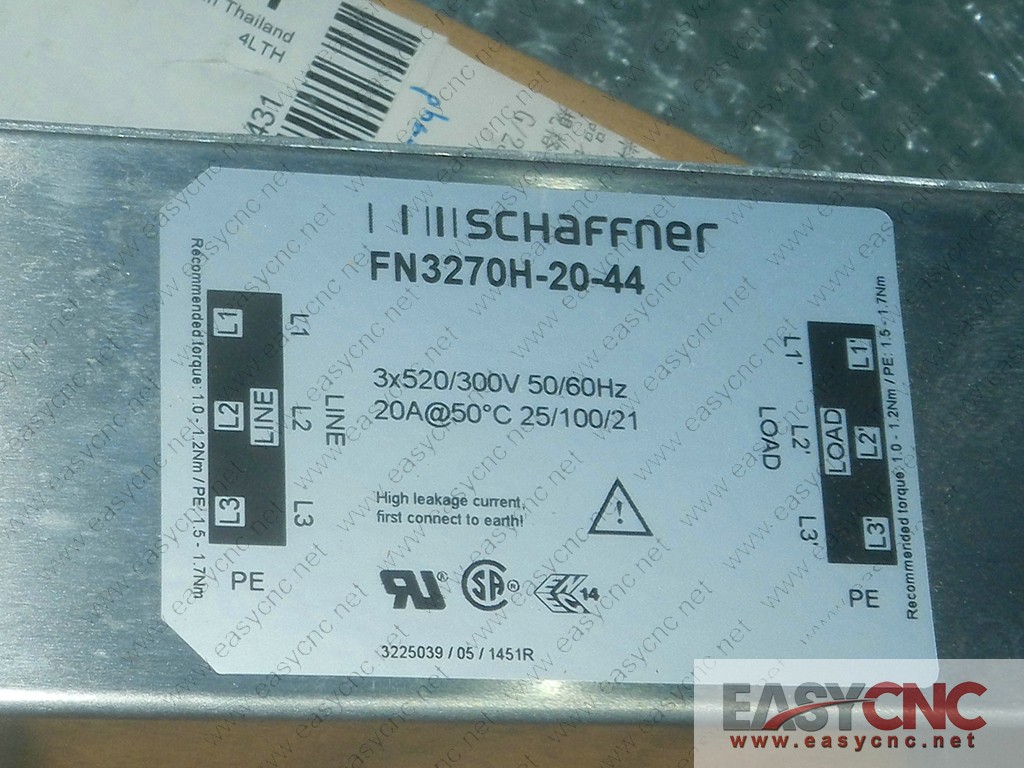 Thailand
4LTH
431
SCHAFFNER
FN3270H-20-44
Recommended torque: 1.0 - 1.2Nm / PE: 1.5 - 1.7Nm
L1
L2
L3
LINE
L1
L2
L3
LINE
PE
3x520/300V 50/60Hz
20A@50°C 25/100/21
High leakage current,
first connect to earth!
!
L1'
L2'
L3'
LOAD
L1'
L2'
L3'
LOAD
PE
Recommended torque: 1.0 - 1.2Nm / PE: 1.5 - 1.7Nm
RU®
SA®
ENEC 14
3225039 / 05 / 1451R
EASYCNC
www.easycnc.net